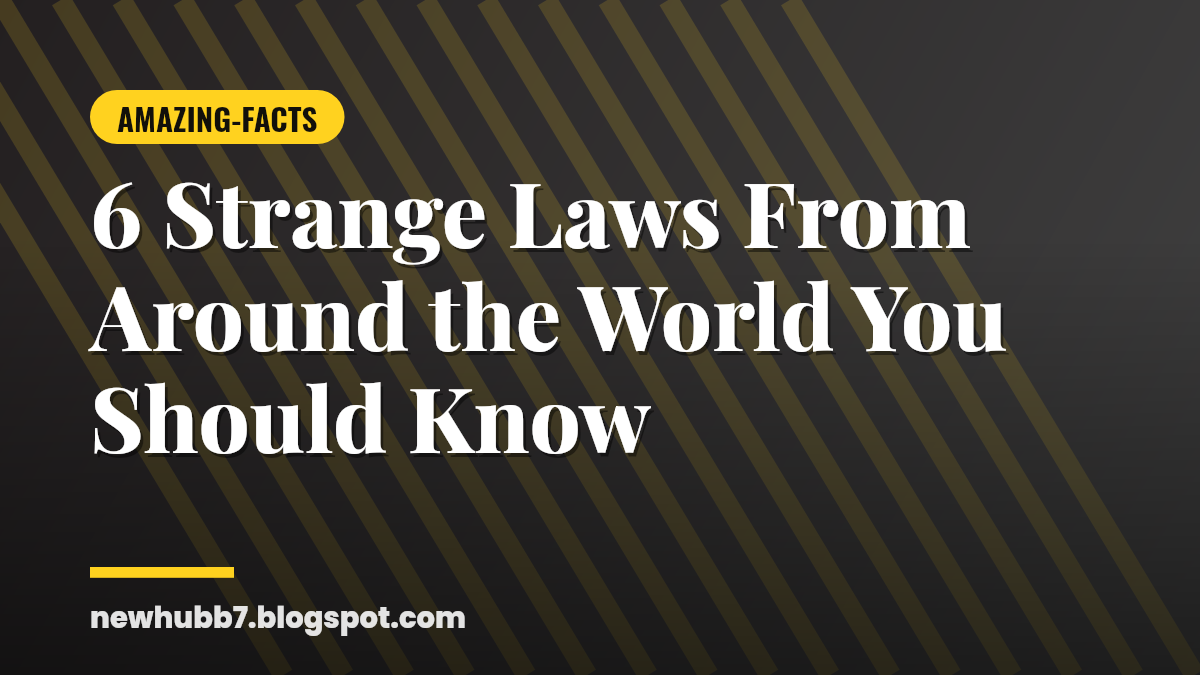 AMAZING-FACTS
6 Strange Laws From
Around the World You
Should Know
newhubb7.blogspot.com